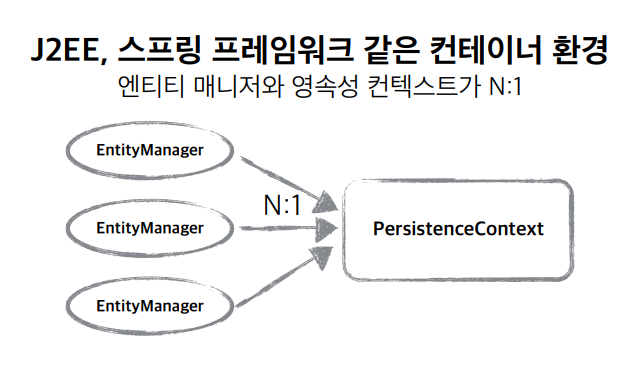 J2EE, 스프링 프레임워크 같은 컨테이너 환경
엔티티 매니저와 영속성 컨텍스트가 N:1
EntityManager
N:1
EntityManager
PersistenceContext
EntityManager